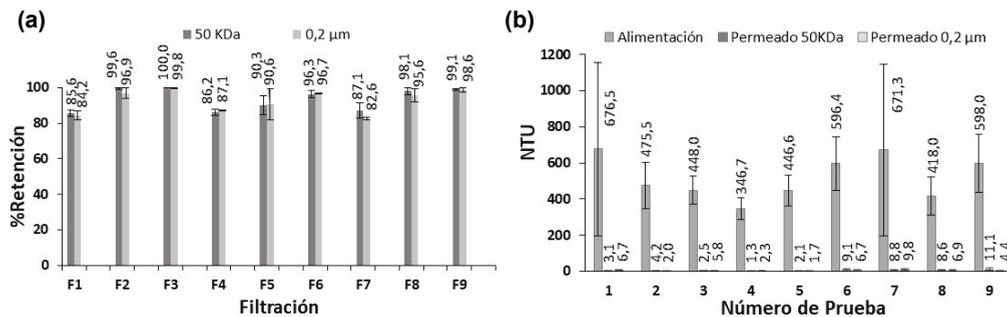 (a)
50 KDa 0,2 µm
%Retención
100
80
60
40
20
0
85,6 84,2 99,6 96,9 100,0 99,8 86,2 87,1 90,3 90,6 96,3 96,7 87,1 82,6 98,1 95,6 99,1 98,6
F1 F2 F3 F4 F5 F6 F7 F8 F9
Filtración
(b)
Alimentación Permeado 50KDa Permeado 0,2 µm
NTU
1200
1000
800
600
400
200
0
676,5 3,1 6,7 475,5 4,2 2,0 448,0 2,5 5,8 346,7 1,3 2,3 446,6 2,1 1,7 596,4 9,1 6,7 671,3 8,8 9,8 418,0 8,6 6,9 598,0 11,1 4,4
1 2 3 4 5 6 7 8 9
Número de Prueba